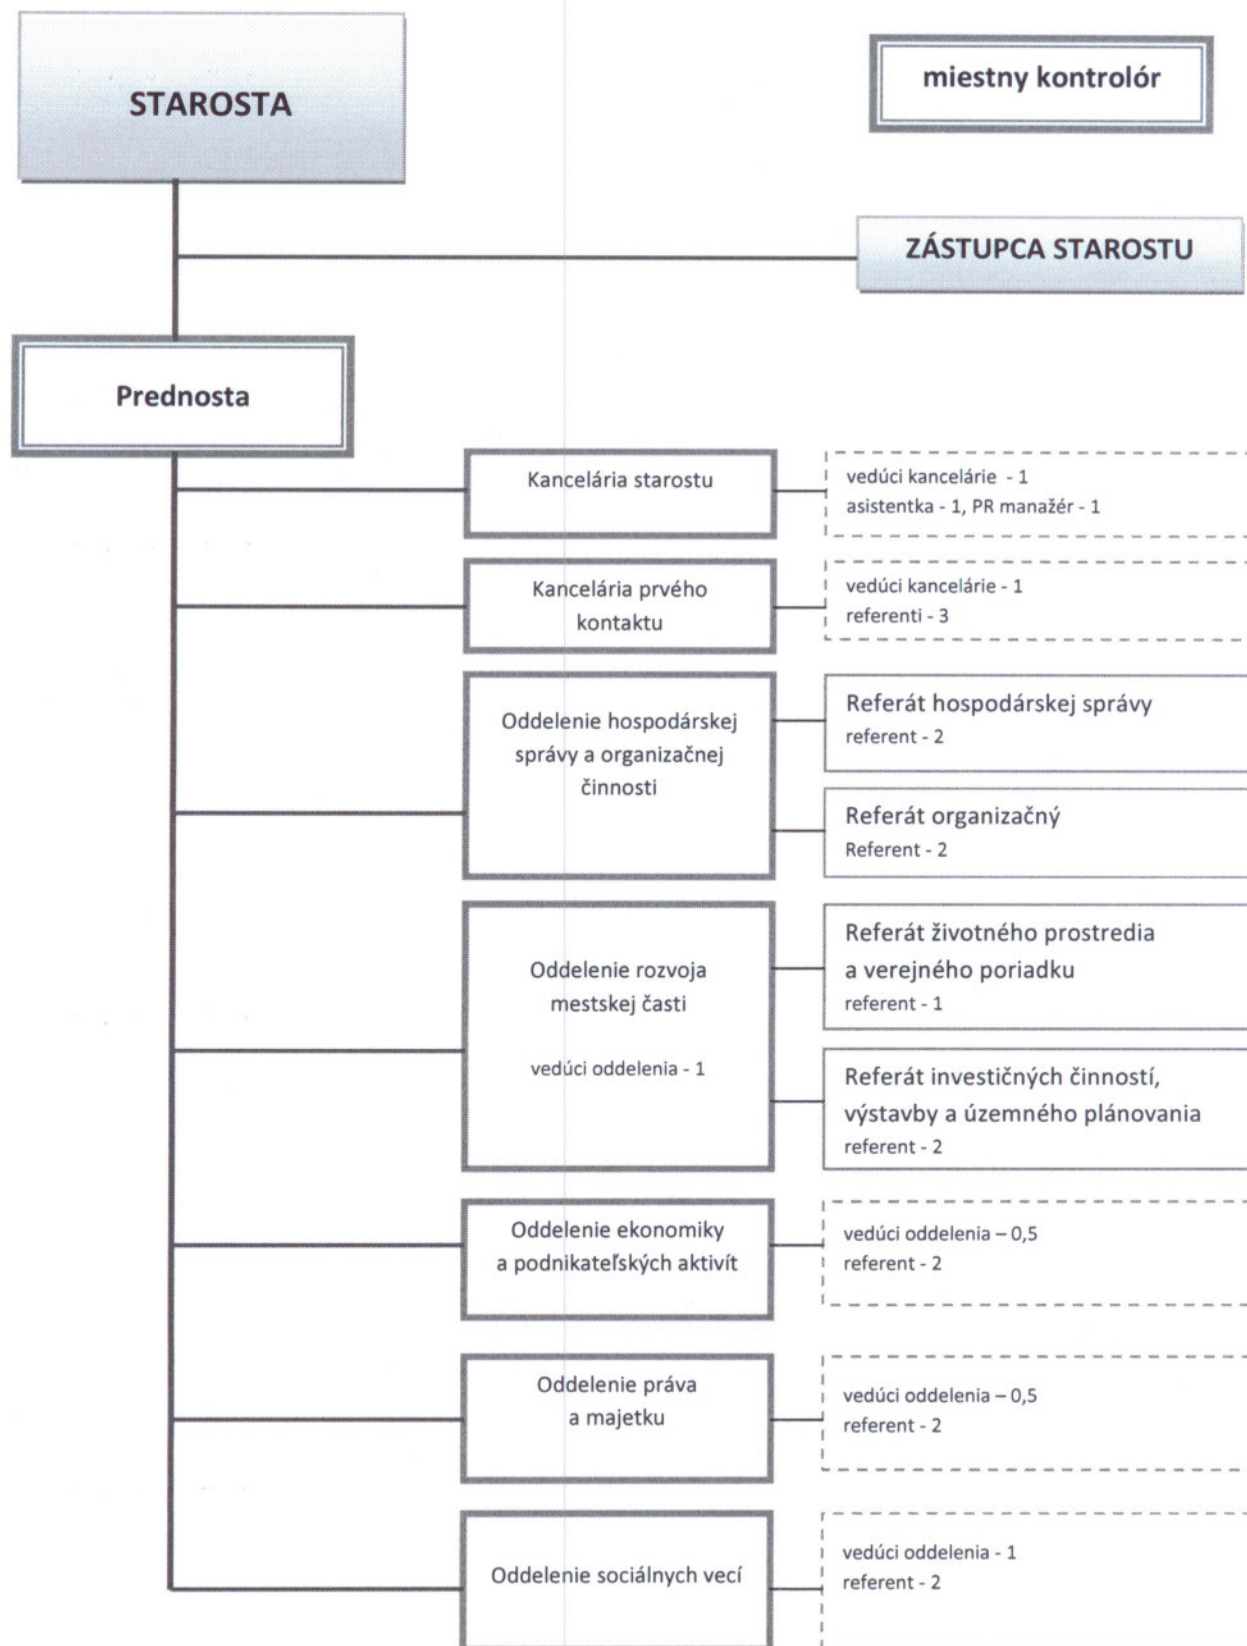 STAROSTA
miestny kontrolór
ZÁSTUPCA STAROSTU
Prednosta
Kancelária starostu
vedúci kancelárie - 1
asistentka - 1, PR manažér - 1
Kancelária prvého
kontaktu
vedúci kancelárie - 1
referenti - 3
Oddelenie hospodárskej
správy a organizačnej
činnosti
Referát hospodárskej správy
referent - 2
Referát organizačný
Referent - 2
Oddelenie rozvoja
mestskej časti
vedúci oddelenia - 1
Referát životného prostredia
a verejného poriadku
referent - 1
Referát investičných činností,
výstavby a územného plánovania
referent - 2
Oddelenie ekonomiky
a podnikateľských aktivít
vedúci oddelenia – 0,5
referent - 2
Oddelenie práva
a majetku
vedúci oddelenia – 0,5
referent - 2
Oddelenie sociálnych vecí
vedúci oddelenia - 1
referent - 2